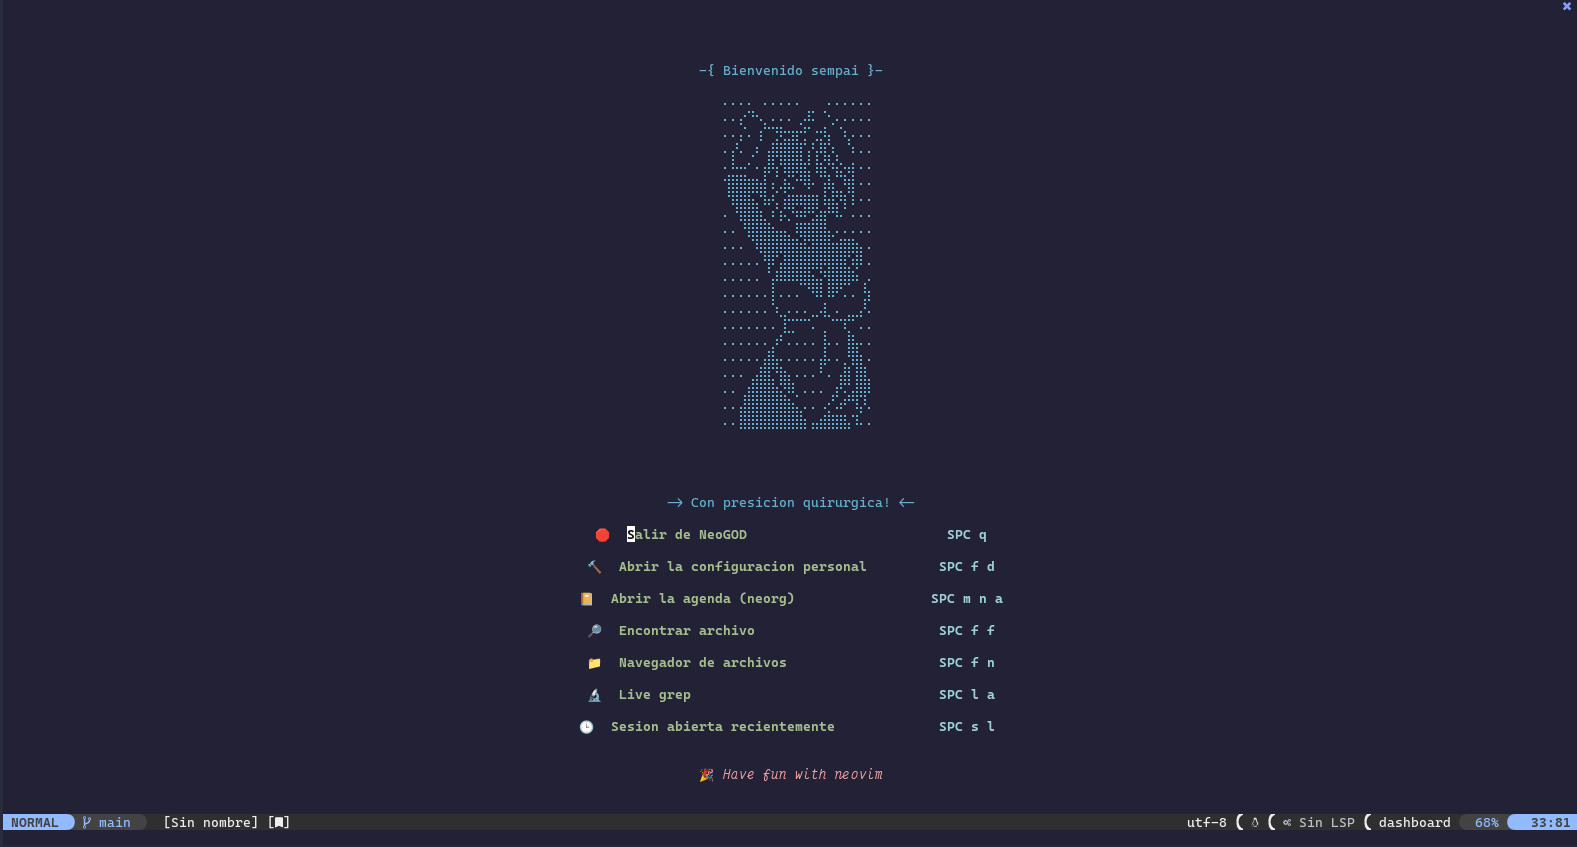 -{ Bienvenido sempai }-
—> Con presicion quirurgica! <—
Salir de NeoGOD SPC q
Abrir la configuracion personal SPC f d
Abrir la agenda (neorg) SPC m n a
Encontrar archivo SPC f f
Navegador de archivos SPC f n
Live grep SPC l a
Sesion abierta recientemente SPC s l
Have fun with neovim
NORMAL main [Sin nombre] [] utf-8 ( ( Sin LSP ( dashboard 68% 33:81